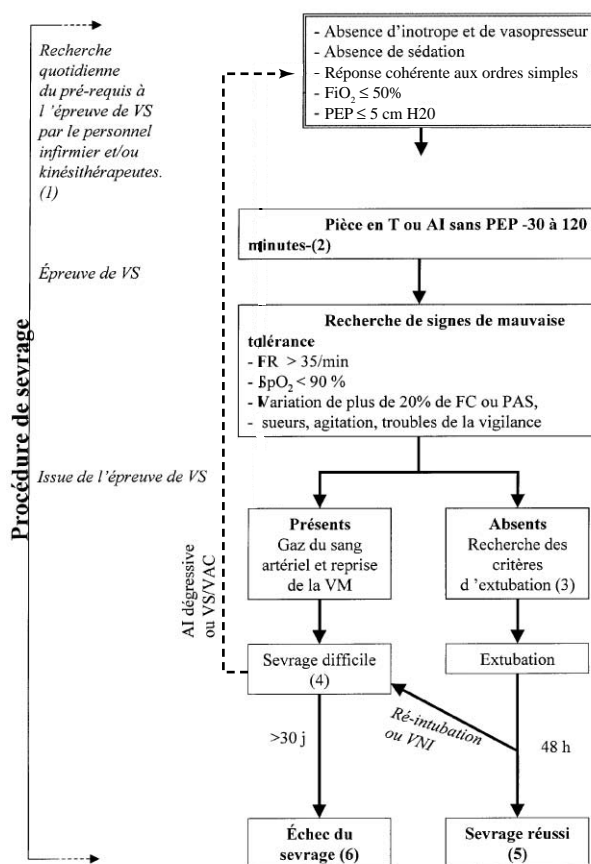 - Absence d'inotrope et de vasopresseur
- Absence de sédation
- Réponse cohérente aux ordres simples
- FiO2 ≤ 50%
- PEP ≤ 5 cm H20
Recherche
quotidienne
du pré-requis à
l 'épreuve de VS
par le personnel
infirmier et/ou
kinésithérapeutes.
(1)
Pièce en T ou AI sans PEP -30 à 120
minutes-(2)
Épreuve de VS
Recherche de signes de mauvaise
tolérance
- FR > 35/min
- SpO2 < 90 %
- Variation de plus de 20% de FC ou PAS,
- sueurs, agitation, troubles de la vigilance
Procédure de sevrage
Issue de l'épreuve de VS
Présents
Gaz du sang
artériel et reprise
de la VM
Absents
Recherche des
critères
d 'extubation (3)
AI dégressive
ou VS/VAC
Sevrage difficile
(4)
Extubation
Ré-intubation
ou VNI
>30 j
48 h
Échec du
sevrage (6)
Sevrage réussi
(5)